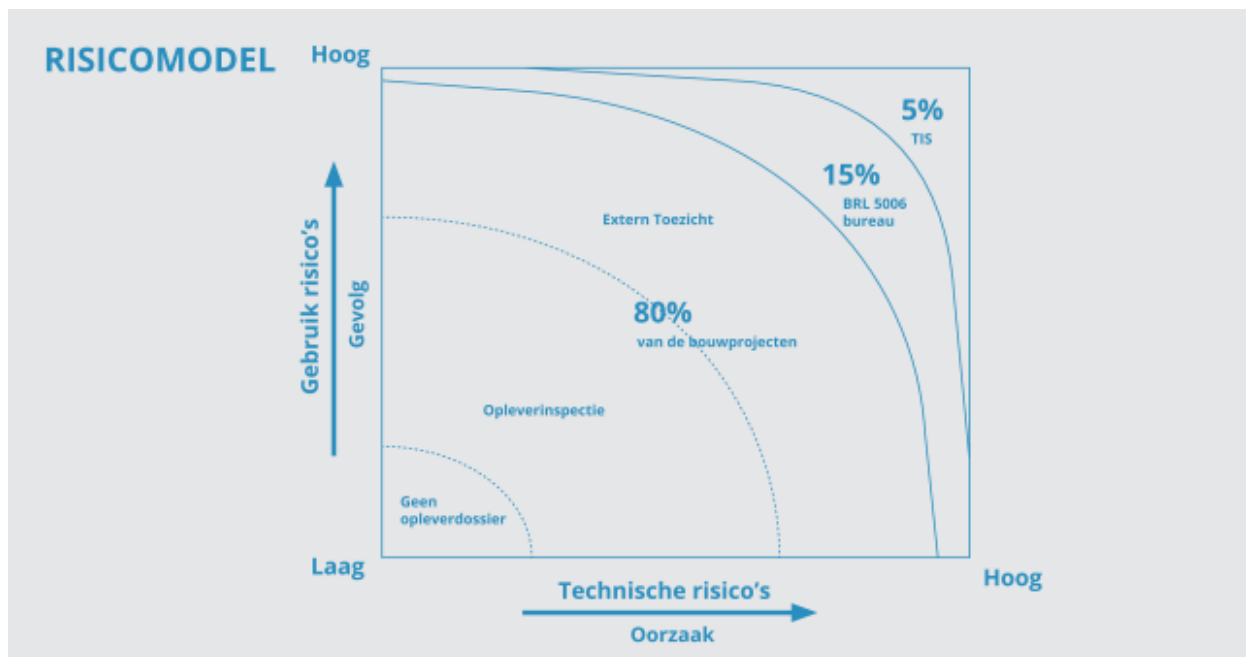 RISICOMODEL
Hoog
5%
TIS
15%
BRL 5006
bureau
Extern Toezicht
Gebruik risico's
Gevolg
80%
van de bouwprojecten
Opleverinspectie
Geen
opleverdossier
Laag
Hoog
Technische risico's
Oorzaak